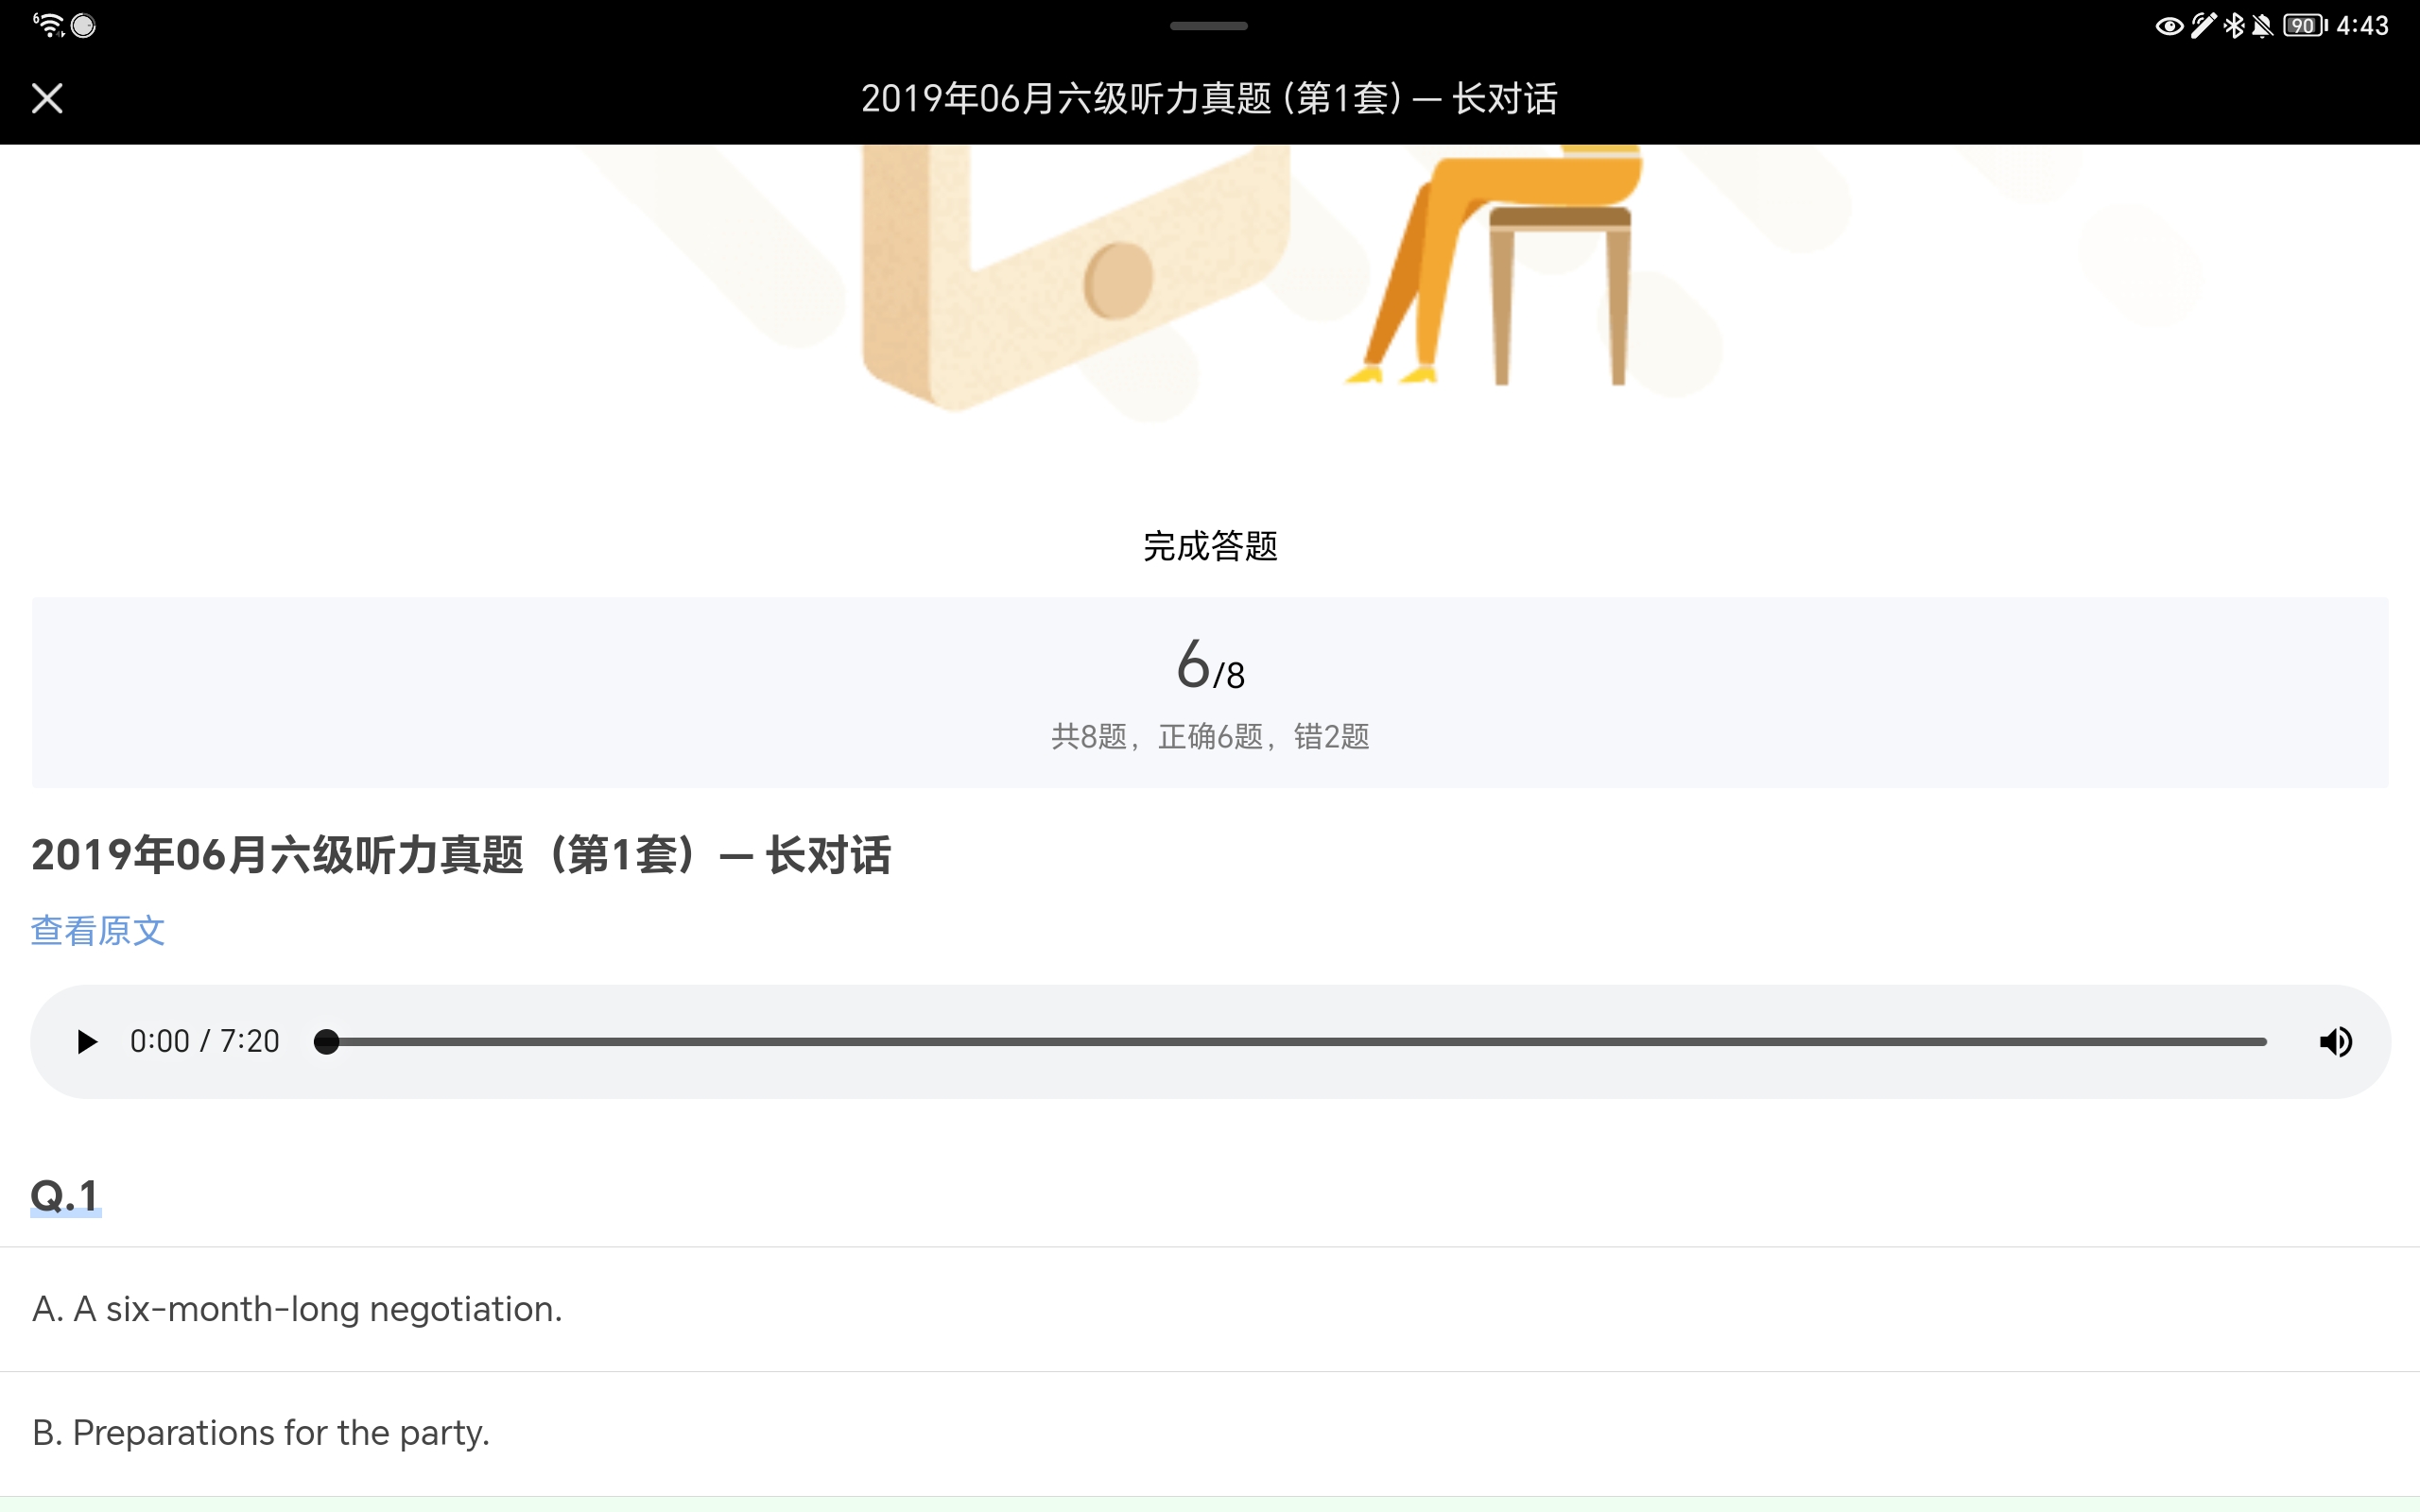 6
90 4:43
2019年06月六级听力真题 (第1套) — 长对话
完成答题
6/8
共8题，正确6题，错2题
2019年06月六级听力真题（第1套）— 长对话
查看原文
0:00 / 7:20
Q.1
A. A six-month-long negotiation.
B. Preparations for the party.